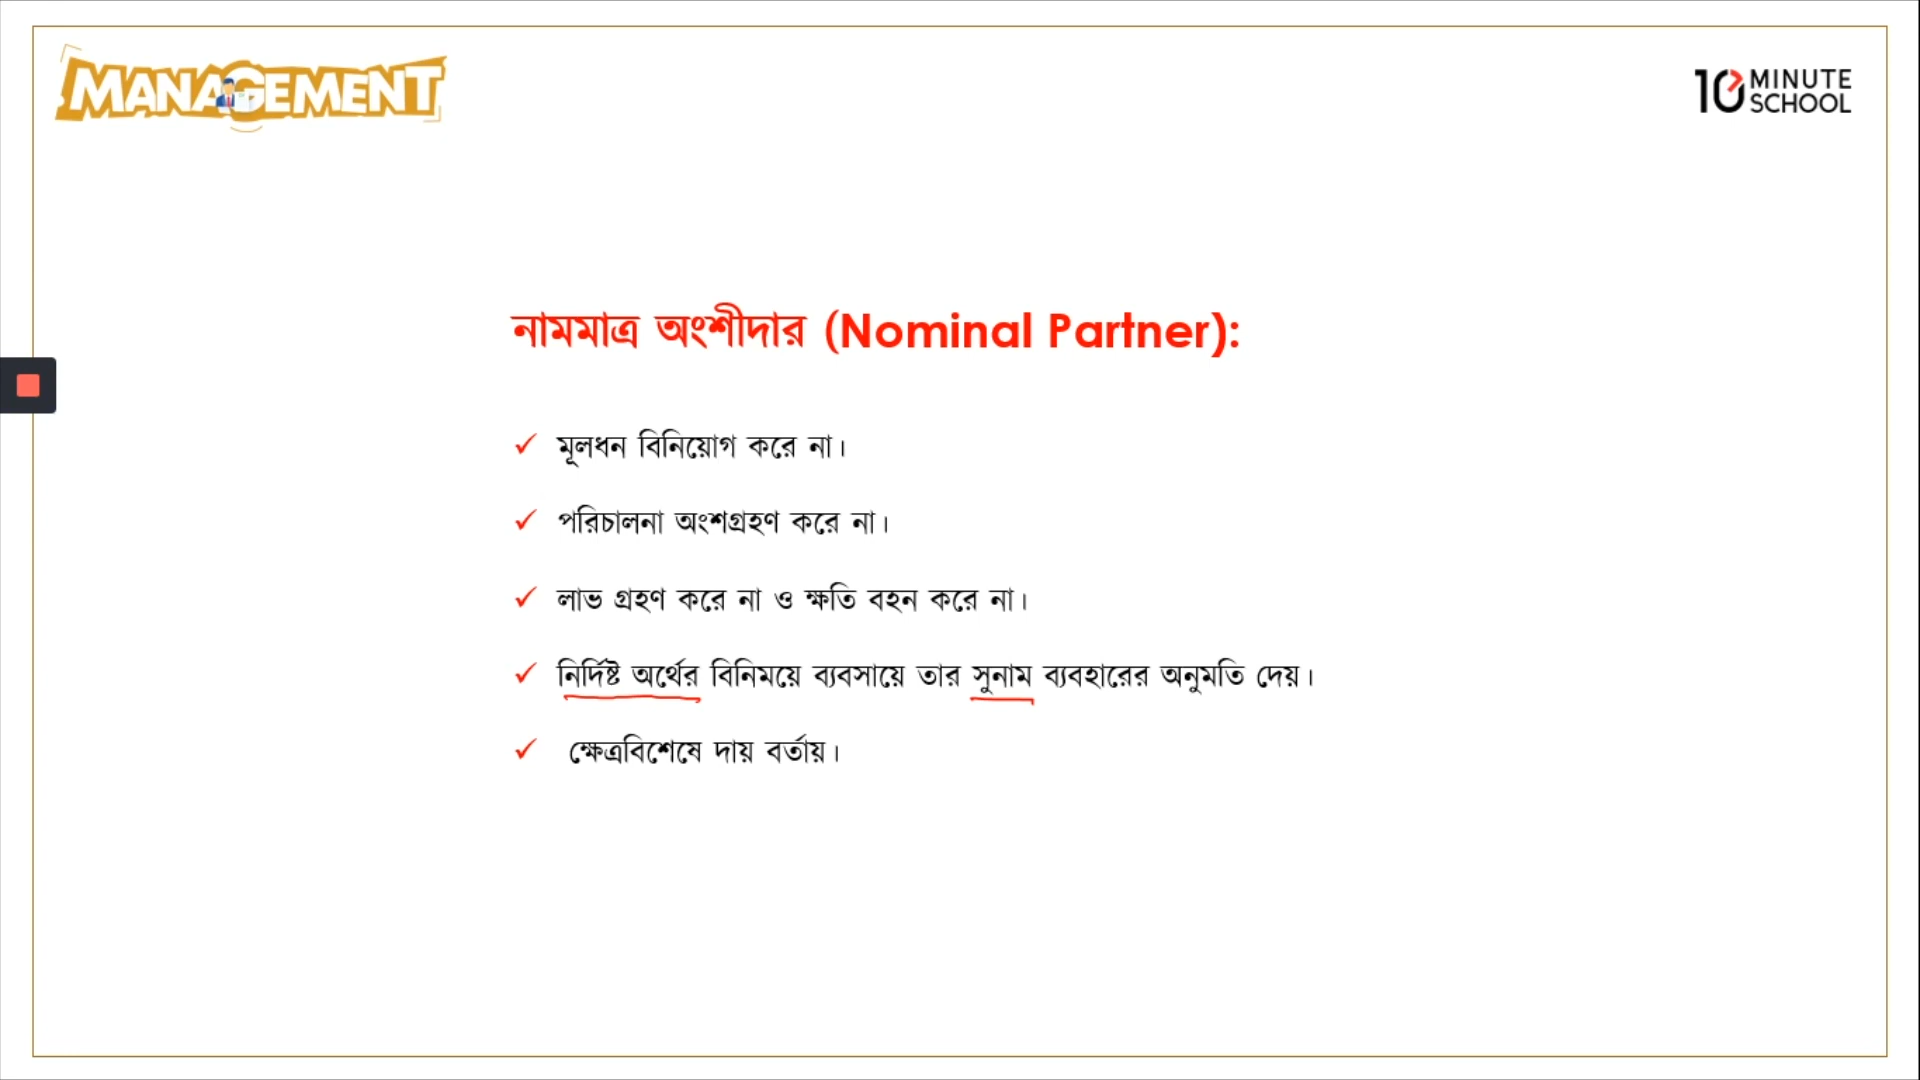 MANAGEMENT
10 MINUTE SCHOOL
নামমাত্র অংশীদার (Nominal Partner):
✓ মূলধন বিনিয়োগ করে না।
✓ পরিচালনা অংশগ্রহণ করে না।
✓ লাভ গ্রহণ করে না ও ক্ষতি বহন করে না।
✓ নির্দিষ্ট অর্থের বিনিময়ে ব্যবসায়ে তার সুনাম ব্যবহারের অনুমতি দেয়।
✓ ক্ষেত্রবিশেষে দায় বর্তায়।